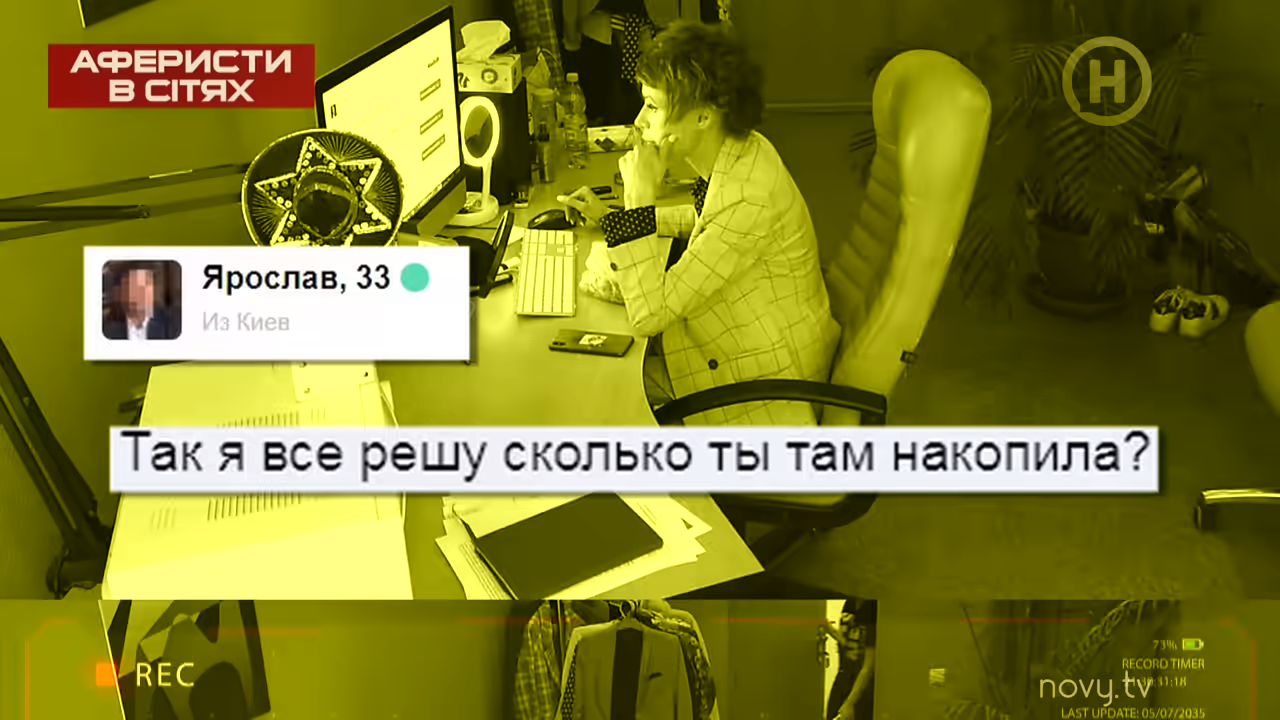 АФЕРИСТИ
В СІТЯХ
Н
Ярослав, 33
Из Киев
Так я все решу сколько ты там накопила?
REC
73%
RECORD TIMER
novy.tv
LAST UPDATE: 05/07/2035